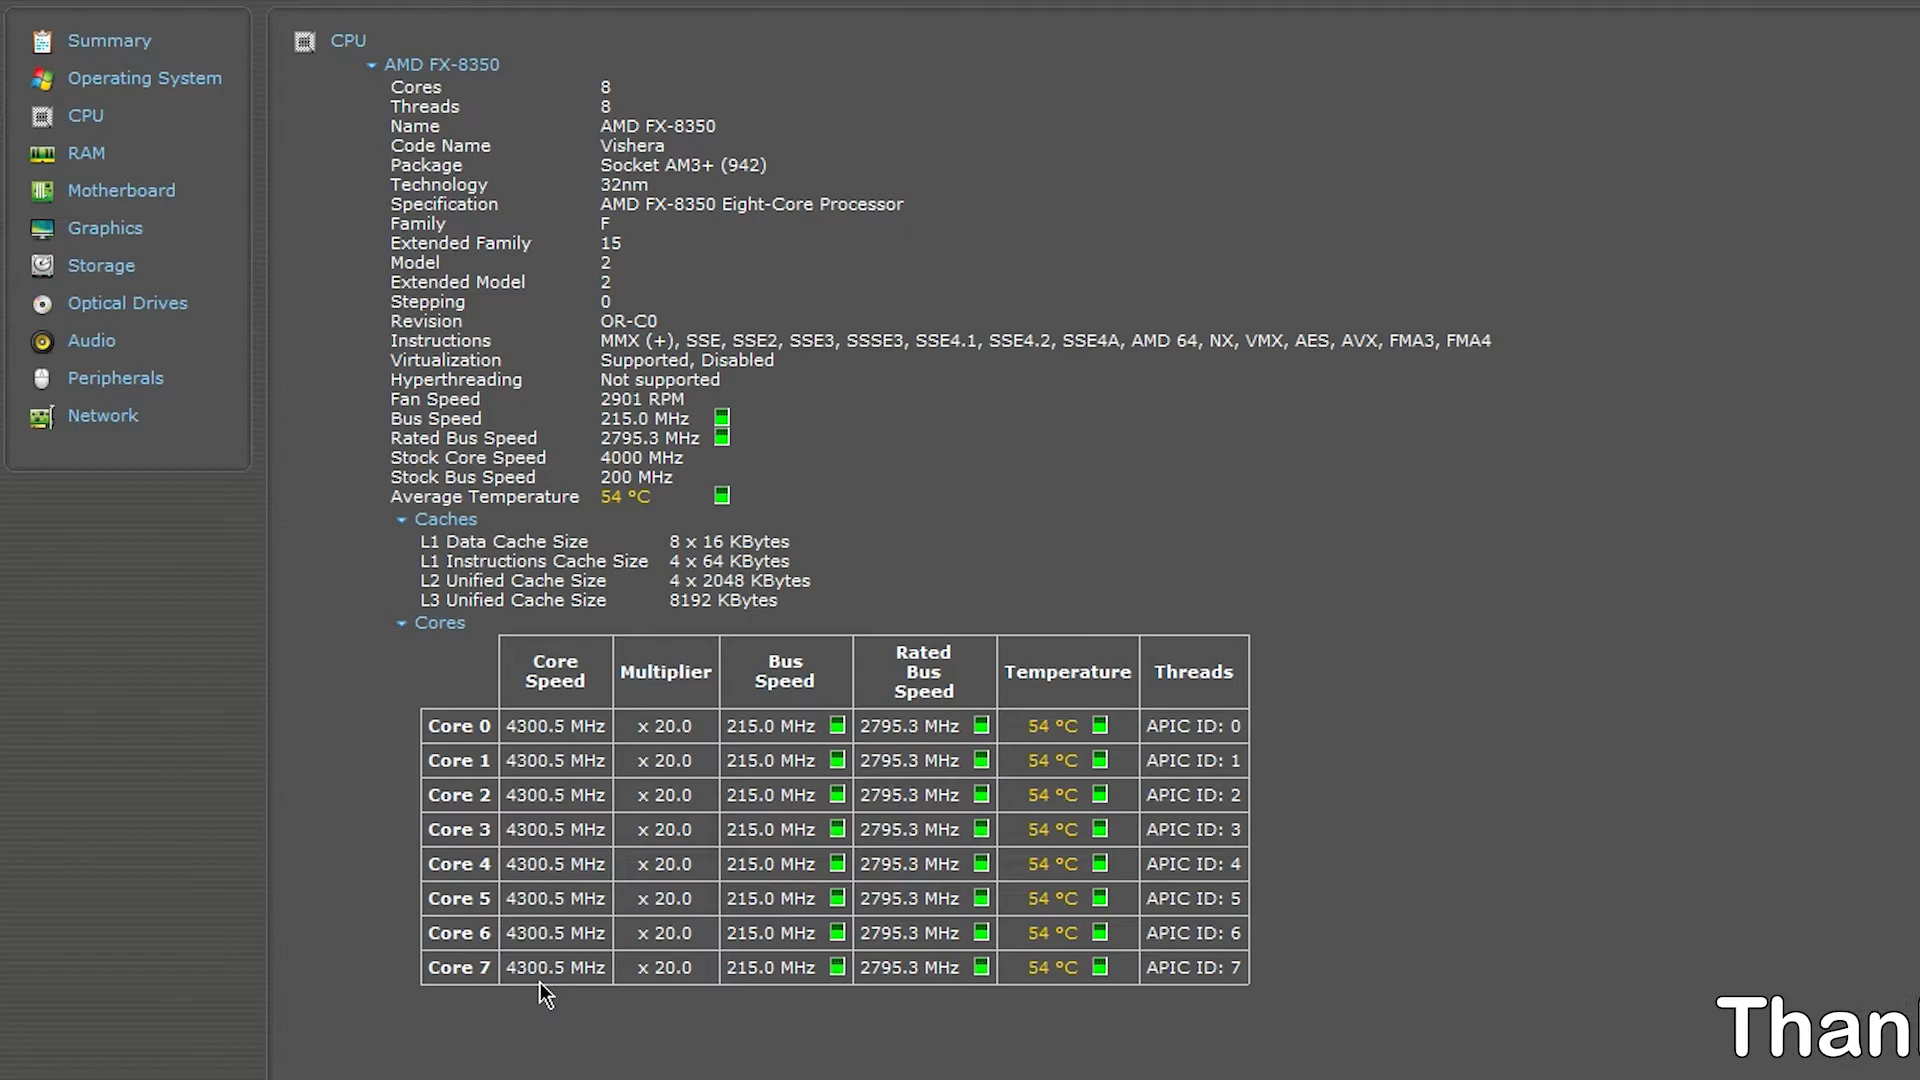 Summary
Operating System
CPU
RAM
Motherboard
Graphics
Storage
Optical Drives
Audio
Peripherals
Network
CPU
AMD FX-8350
Cores 8
Threads 8
Name AMD FX-8350
Code Name Vishera
Package Socket AM3+ (942)
Technology 32nm
Specification AMD FX-8350 Eight-Core Processor
Family F
Extended Family 15
Model 2
Extended Model 2
Stepping 0
Revision OR-C0
Instructions MMX (+), SSE, SSE2, SSE3, SSSE3, SSE4.1, SSE4.2, SSE4A, AMD 64, NX, VMX, AES, AVX, FMA3, FMA4
Virtualization Supported, Disabled
Hyperthreading Not supported
Fan Speed 2901 RPM
Bus Speed 215.0 MHz
Rated Bus Speed 2795.3 MHz
Stock Core Speed 4000 MHz
Stock Bus Speed 200 MHz
Average Temperature 54 °C
Caches
L1 Data Cache Size 8 x 16 KBytes
L1 Instructions Cache Size 4 x 64 KBytes
L2 Unified Cache Size 4 x 2048 KBytes
L3 Unified Cache Size 8192 KBytes
Cores
Core Speed Multiplier Bus Speed Rated Bus Speed Temperature Threads
Core 0 4300.5 MHz x 20.0 215.0 MHz 2795.3 MHz 54 °C APIC ID: 0
Core 1 4300.5 MHz x 20.0 215.0 MHz 2795.3 MHz 54 °C APIC ID: 1
Core 2 4300.5 MHz x 20.0 215.0 MHz 2795.3 MHz 54 °C APIC ID: 2
Core 3 4300.5 MHz x 20.0 215.0 MHz 2795.3 MHz 54 °C APIC ID: 3
Core 4 4300.5 MHz x 20.0 215.0 MHz 2795.3 MHz 54 °C APIC ID: 4
Core 5 4300.5 MHz x 20.0 215.0 MHz 2795.3 MHz 54 °C APIC ID: 5
Core 6 4300.5 MHz x 20.0 215.0 MHz 2795.3 MHz 54 °C APIC ID: 6
Core 7 4300.5 MHz x 20.0 215.0 MHz 2795.3 MHz 54 °C APIC ID: 7